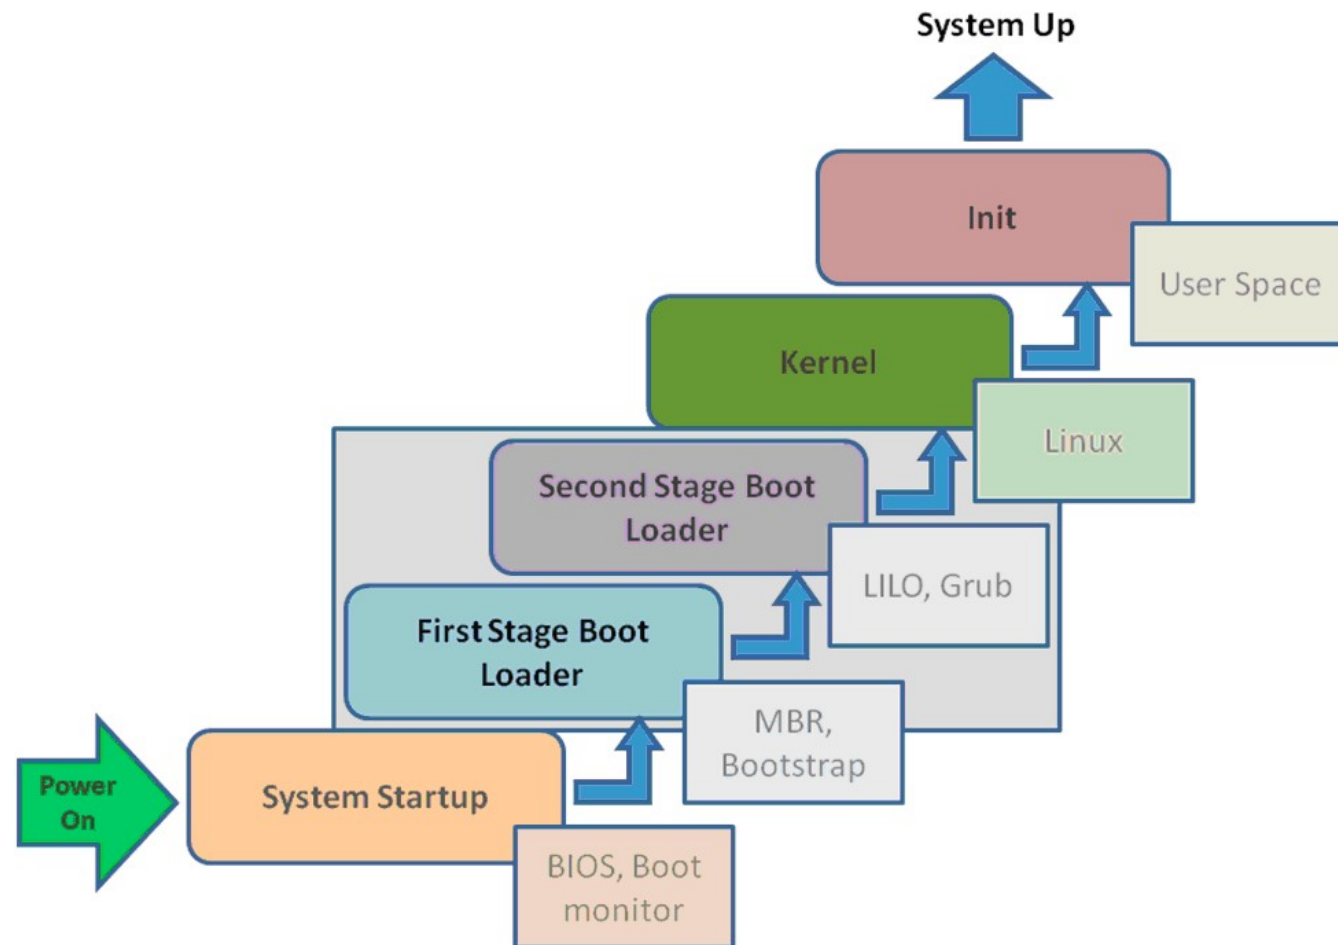 System Up
Init
User Space
Kernel
Linux
Second Stage Boot
Loader
LILO, Grub
First Stage Boot
Loader
MBR,
Bootstrap
Power
On
System Startup
BIOS, Boot
monitor